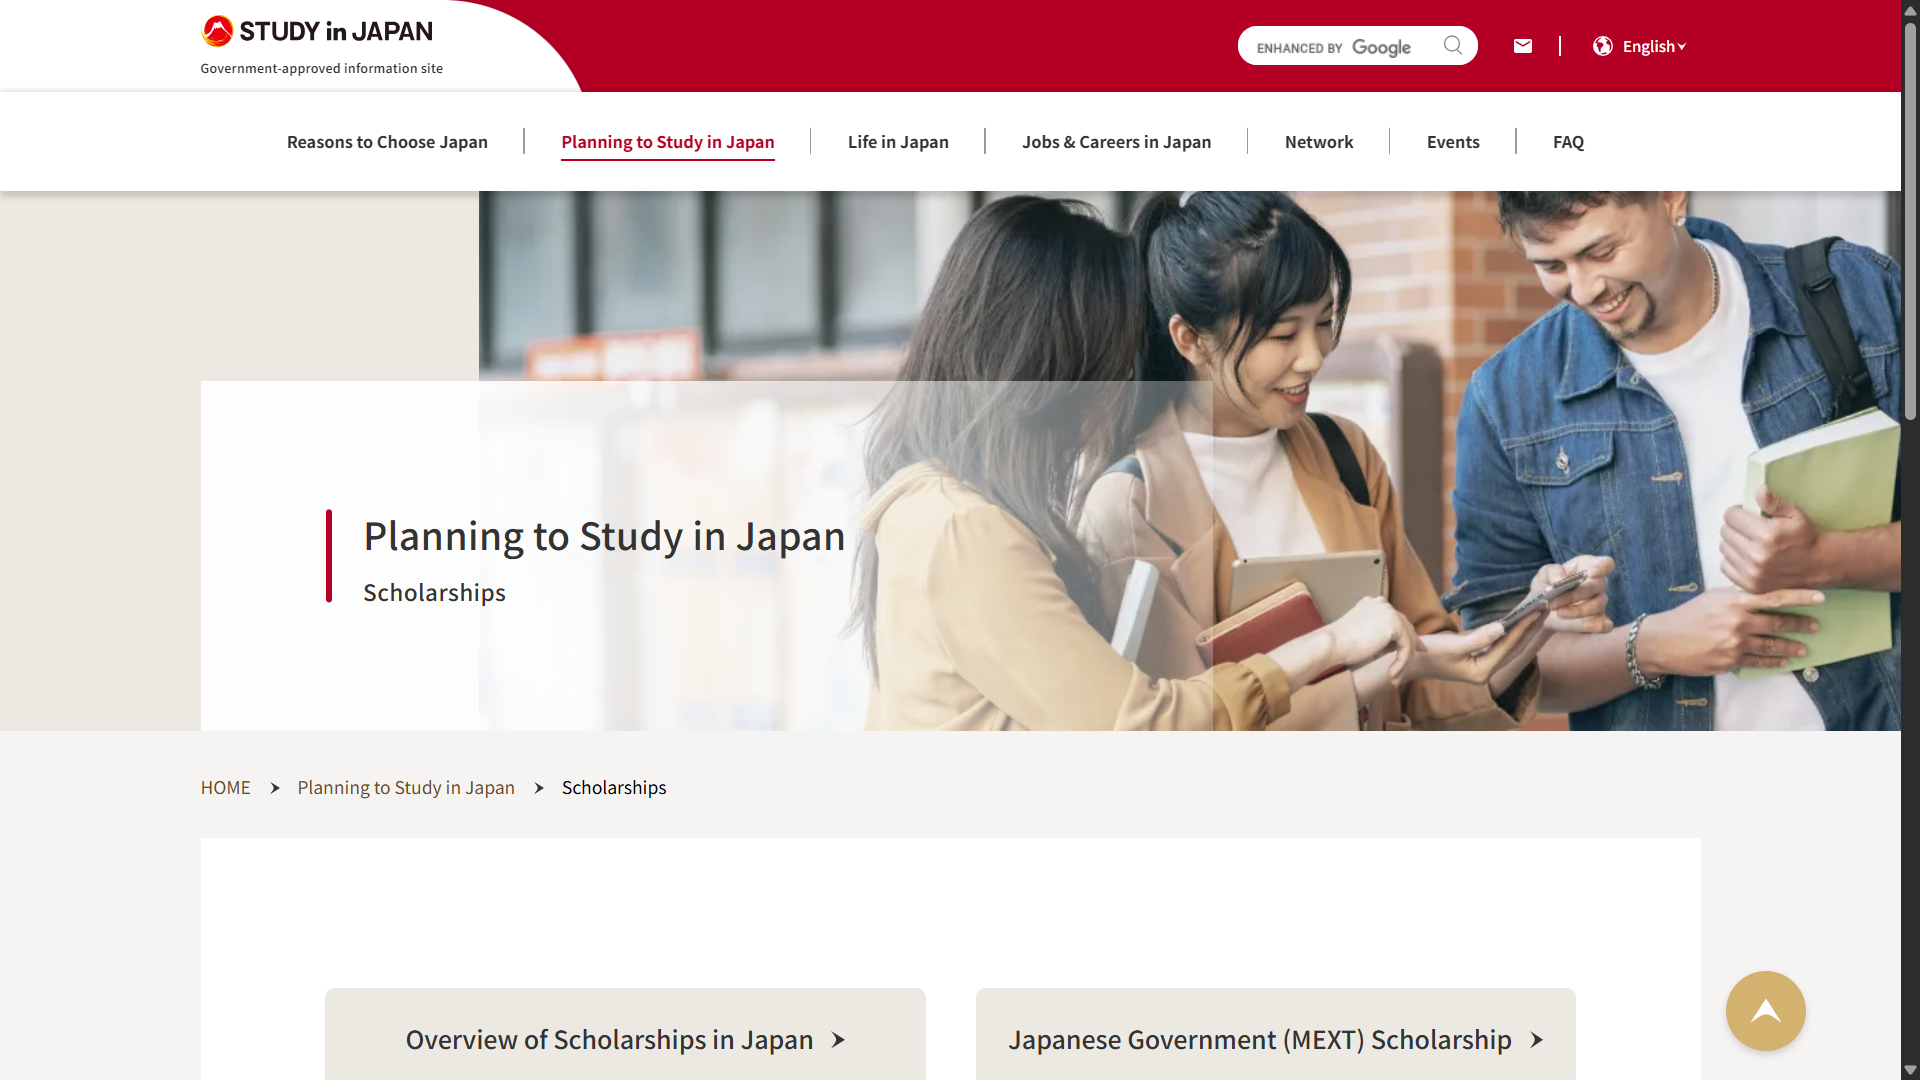 STUDY in JAPAN
Government-approved information site
ENHANCED BY Google
English
Reasons to Choose Japan
Planning to Study in Japan
Life in Japan
Jobs & Careers in Japan
Network
Events
FAQ
Planning to Study in Japan
Scholarships
HOME
Planning to Study in Japan
Scholarships
Overview of Scholarships in Japan
Japanese Government (MEXT) Scholarship